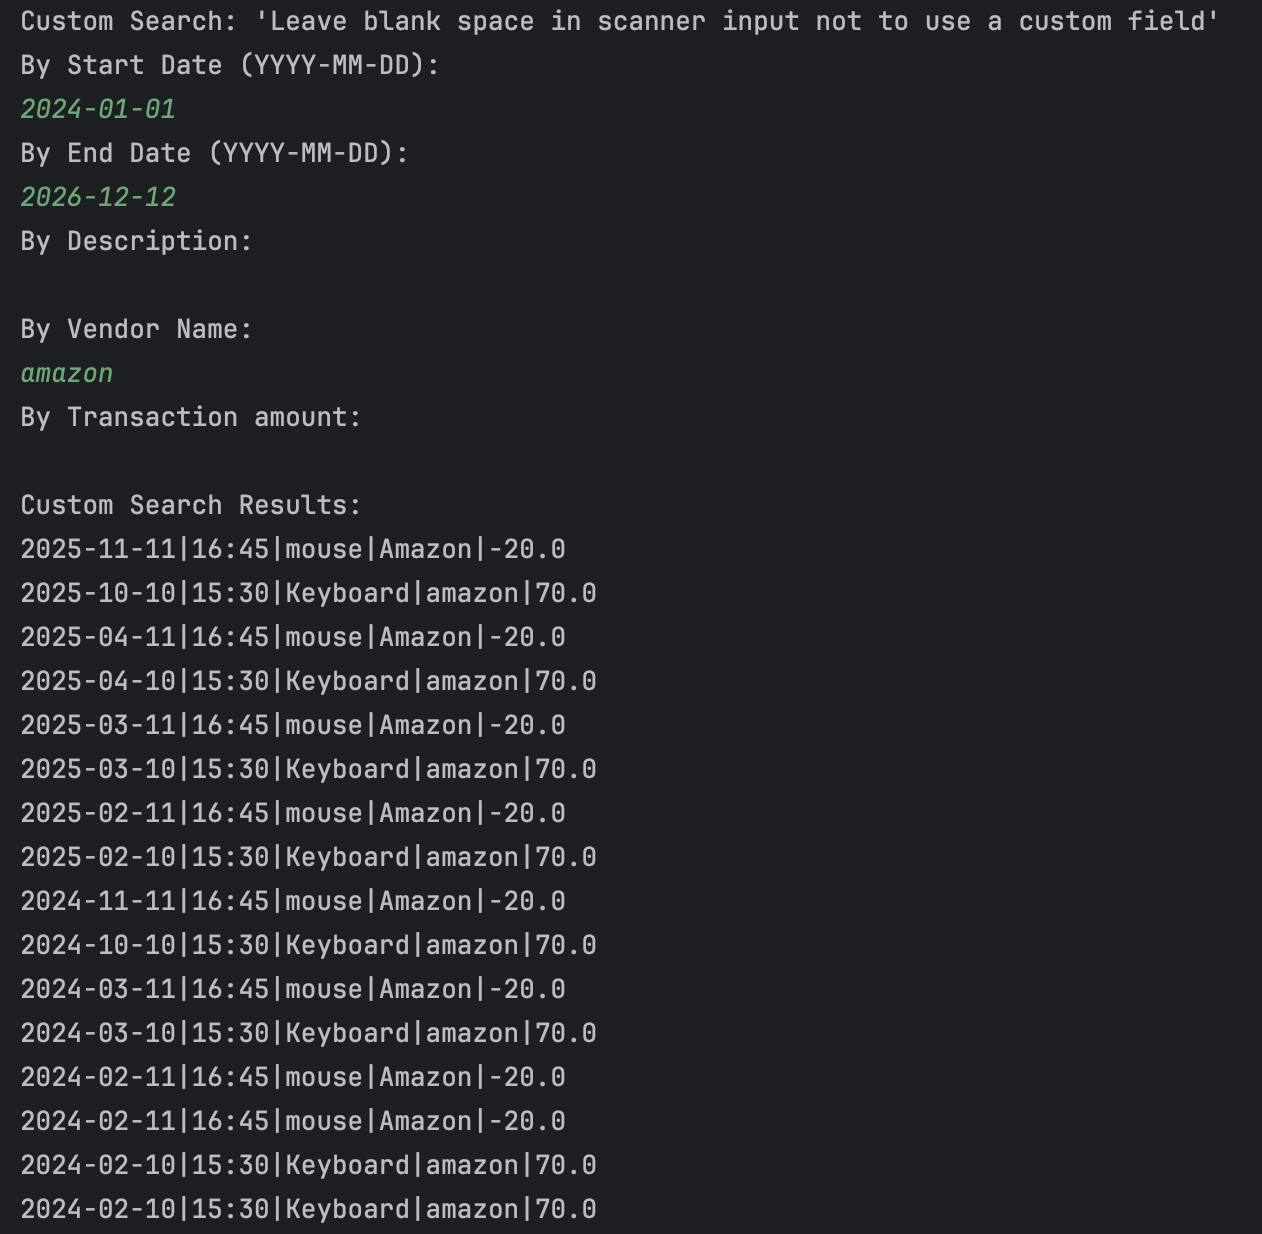 Custom Search: 'Leave blank space in scanner input not to use a custom field'
By Start Date (YYYY-MM-DD):
2024-01-01
By End Date (YYYY-MM-DD):
2026-12-12
By Description:
By Vendor Name:
amazon
By Transaction amount:
Custom Search Results:
2025-11-11|16:45|mouse|Amazon|-20.0
2025-10-10|15:30|Keyboard|amazon|70.0
2025-04-11|16:45|mouse|Amazon|-20.0
2025-04-10|15:30|Keyboard|amazon|70.0
2025-03-11|16:45|mouse|Amazon|-20.0
2025-03-10|15:30|Keyboard|amazon|70.0
2025-02-11|16:45|mouse|Amazon|-20.0
2025-02-10|15:30|Keyboard|amazon|70.0
2024-11-11|16:45|mouse|Amazon|-20.0
2024-10-10|15:30|Keyboard|amazon|70.0
2024-03-11|16:45|mouse|Amazon|-20.0
2024-03-10|15:30|Keyboard|amazon|70.0
2024-02-11|16:45|mouse|Amazon|-20.0
2024-02-11|16:45|mouse|Amazon|-20.0
2024-02-10|15:30|Keyboard|amazon|70.0
2024-02-10|15:30|Keyboard|amazon|70.0